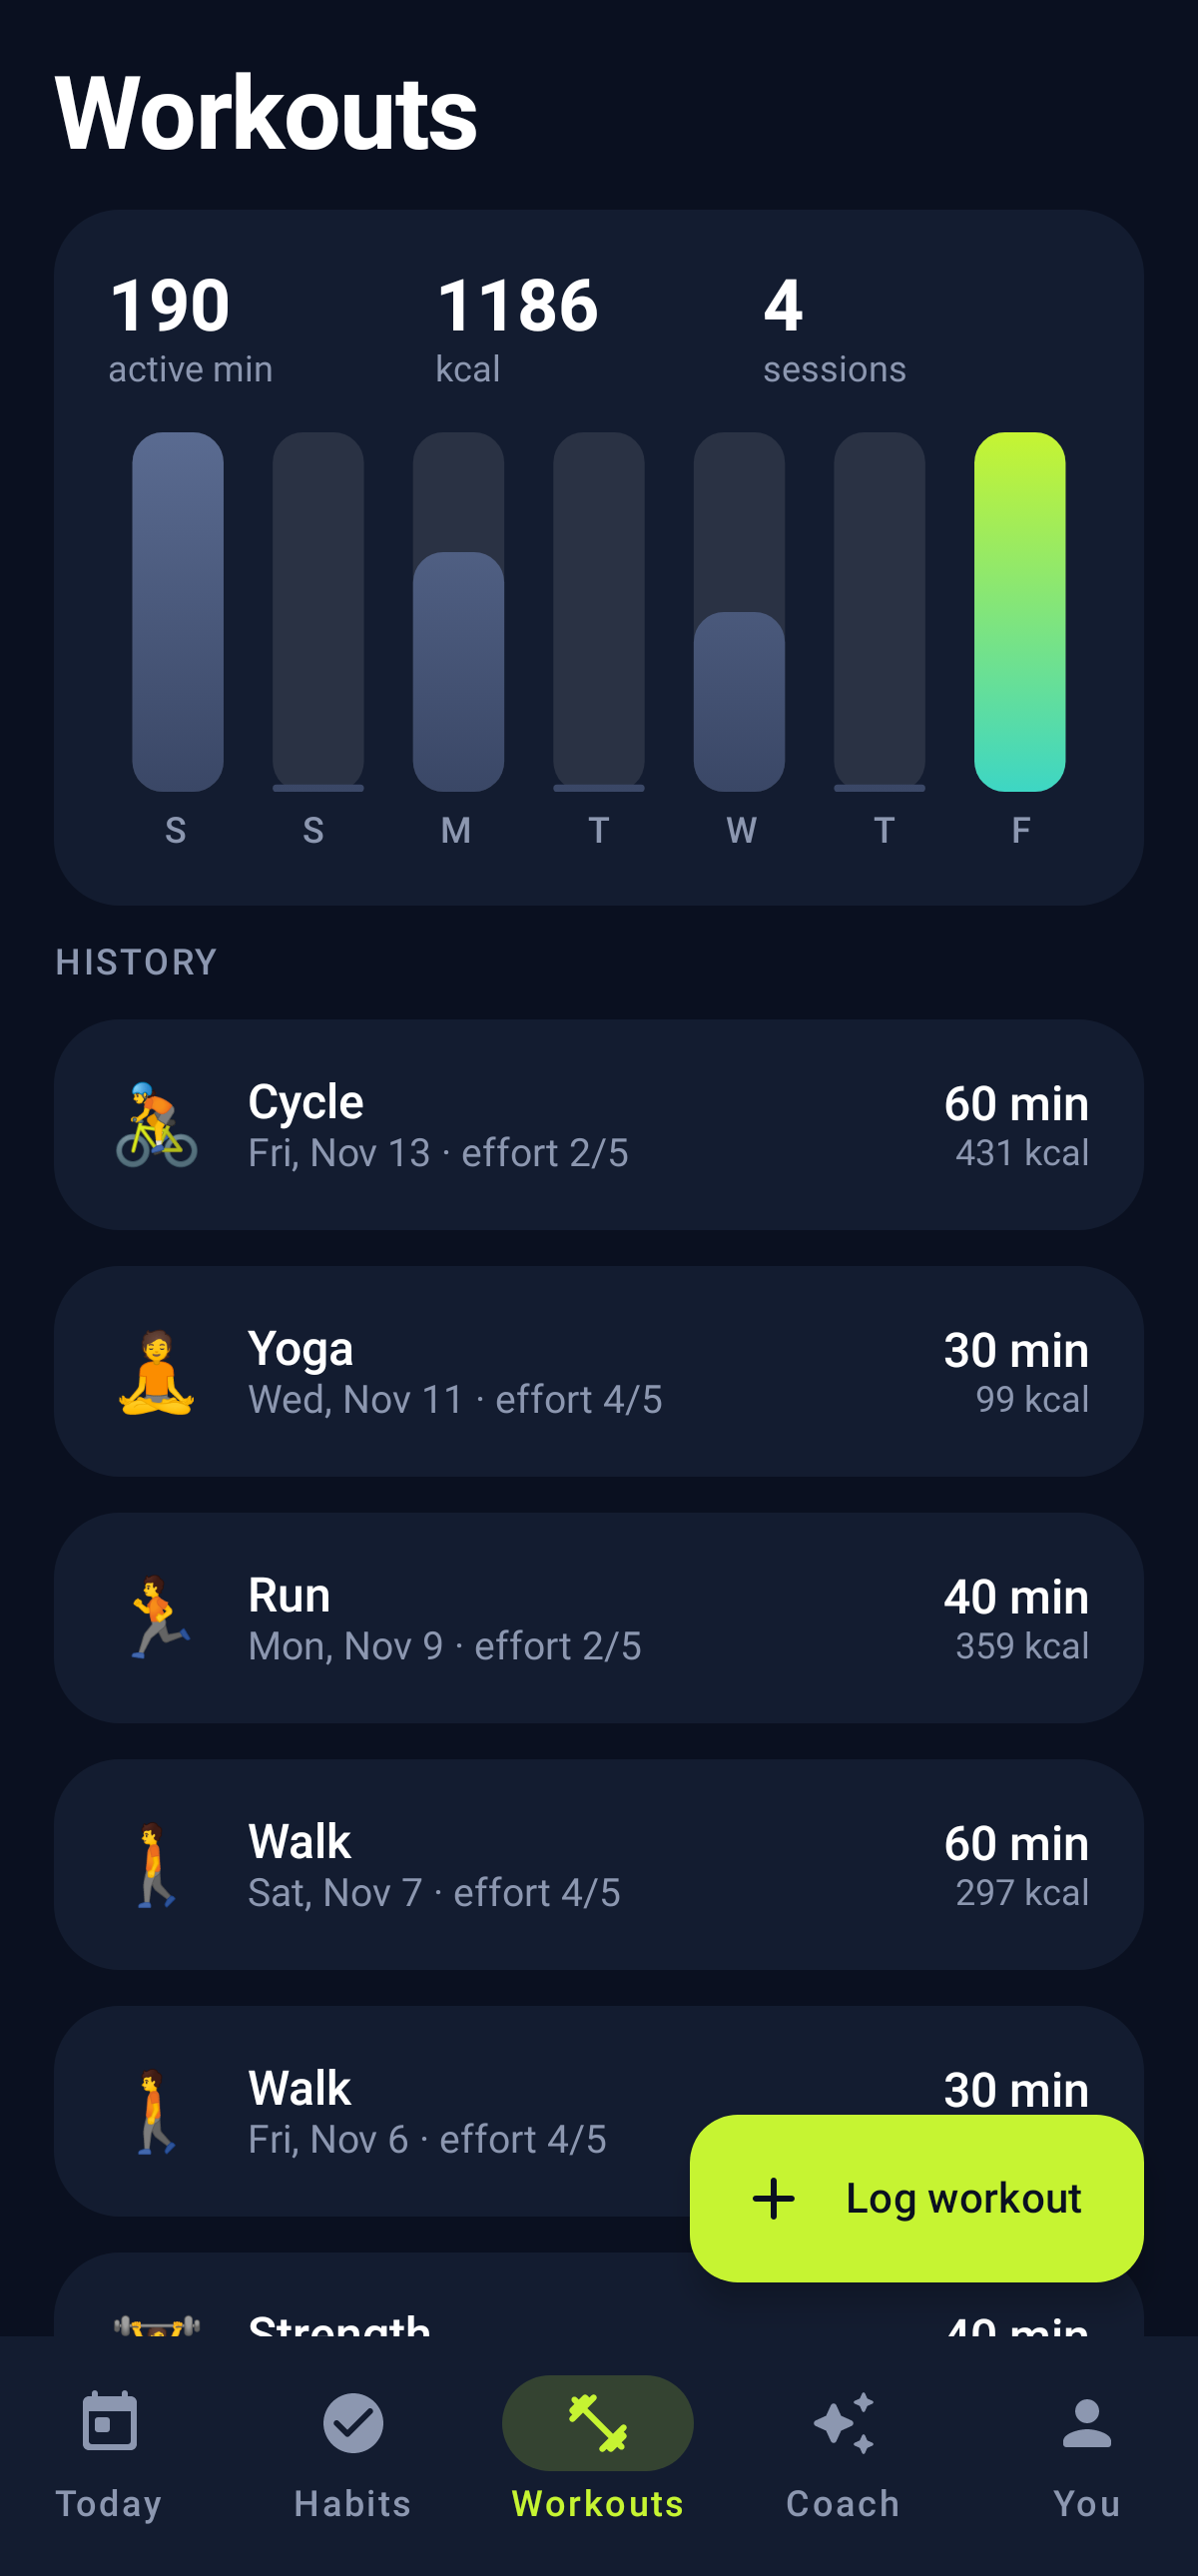 Workouts
190 1186 4
active min kcal sessions
S S M T W T F
HISTORY
Cycle 60 min
Fri, Nov 13 · effort 2/5 431 kcal
Yoga 30 min
Wed, Nov 11 · effort 4/5 99 kcal
Run 40 min
Mon, Nov 9 · effort 2/5 359 kcal
Walk 60 min
Sat, Nov 7 · effort 4/5 297 kcal
Walk 30 min
Fri, Nov 6 · effort 4/5
Log workout
Strength 40 min
Today Habits Workouts Coach You